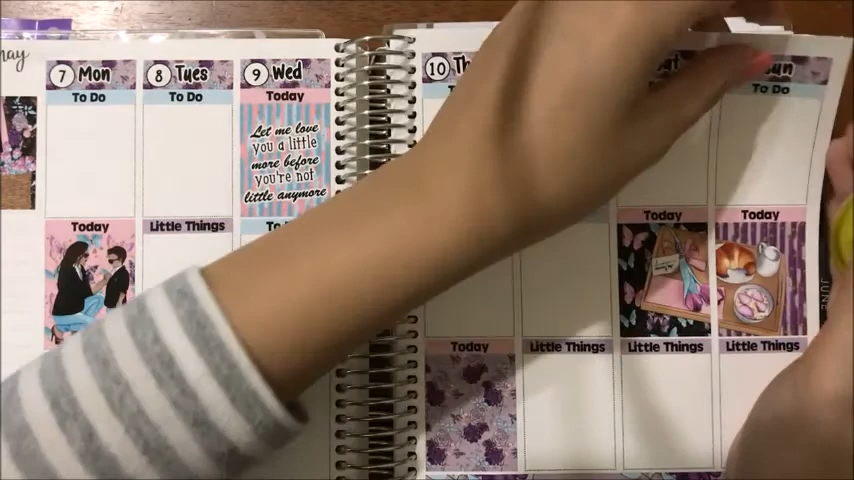 may
7 Mon
8 Tues
9 Wed
10 Th
To Do
To Do
Today
To Do
Let me love
you a little
more before
you're not
little anymore
Today
Little Things
Today
Today
Today
Little Things
Little Things
Little Things
JUNE